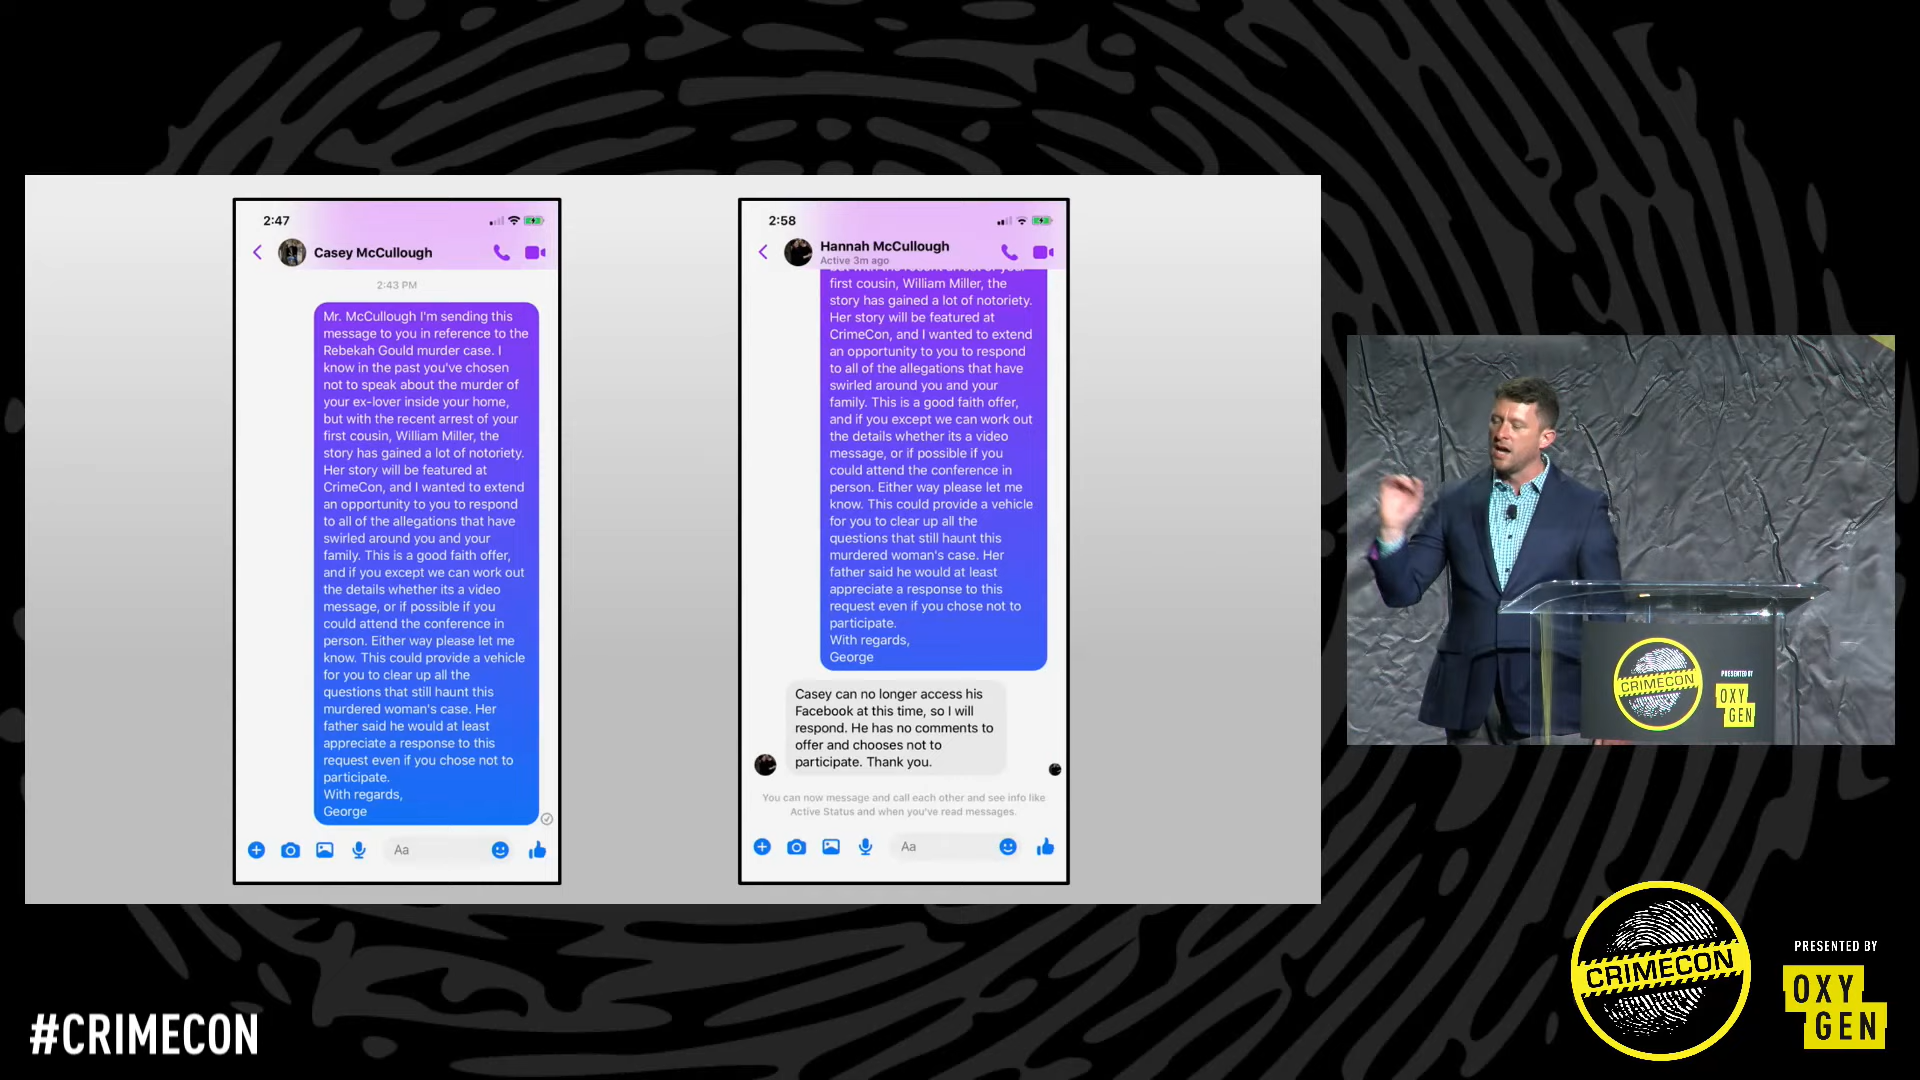 2:47
Casey McCullough
2:43 PM
Mr. McCullough I'm sending this
message to you in reference to the
Rebekah Gould murder case. I
know in the past you've chosen
not to speak about the murder of
your ex-lover inside your home,
but with the recent arrest of your
first cousin, William Miller, the
story has gained a lot of notoriety.
Her story will be featured at
CrimeCon, and I wanted to extend
an opportunity to you to respond
to all of the allegations that have
swirled around you and your
family. This is a good faith offer,
and if you except we can work out
the details whether its a video
message, or if possible if you
could attend the conference in
person. Either way please let me
know. This could provide a vehicle
for you to clear up all the
questions that still haunt this
murdered woman's case. Her
father said he would at least
appreciate a response to this
request even if you chose not to
participate.
With regards,
George
Aa
2:58
Hannah McCullough
Active 3m ago
but with the recent arrest of your
first cousin, William Miller, the
story has gained a lot of notoriety.
Her story will be featured at
CrimeCon, and I wanted to extend
an opportunity to you to respond
to all of the allegations that have
swirled around you and your
family. This is a good faith offer,
and if you except we can work out
the details whether its a video
message, or if possible if you
could attend the conference in
person. Either way please let me
know. This could provide a vehicle
for you to clear up all the
questions that still haunt this
murdered woman's case. Her
father said he would at least
appreciate a response to this
request even if you chose not to
participate.
With regards,
George
Casey can no longer access his
Facebook at this time, so I will
respond. He has no comments to
offer and chooses not to
participate. Thank you.
You can now message and call each other and see info like
Active Status and when you've read messages.
Aa
CRIMECON
PRESENTED BY
OXY
GEN
#CRIMECON
CRIMECON
PRESENTED BY
OXY
GEN